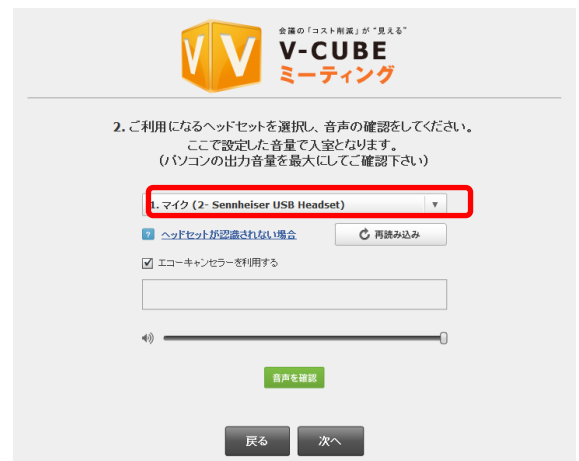 会議の「コスト削減」が"見える"
V-CUBE
ミーティング
2. ご利用になるヘッドセットを選択し、音声の確認をしてください。
ここで設定した音量で入室となります。
(パソコンの出力音量を最大にしてご確認下さい)
1. マイク (2- Sennheiser USB Headset)
? ヘッドセットが認識されない場合 再読み込み
エコーキャンセラーを利用する
音声を確認
戻る 次へ